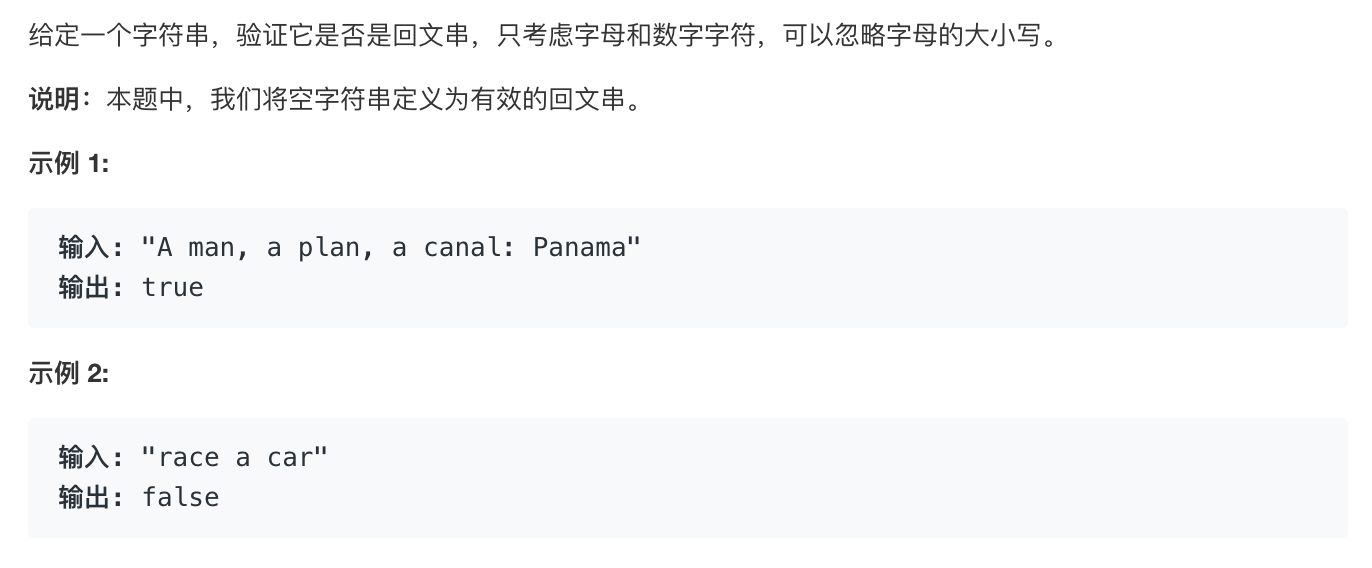 给定一个字符串，验证它是否是回文串，只考虑字母和数字字符，可以忽略字母的大小写。
说明：本题中，我们将空字符串定义为有效的回文串。
示例 1:
输入: "A man, a plan, a canal: Panama"
输出: true
示例 2:
输入: "race a car"
输出: false